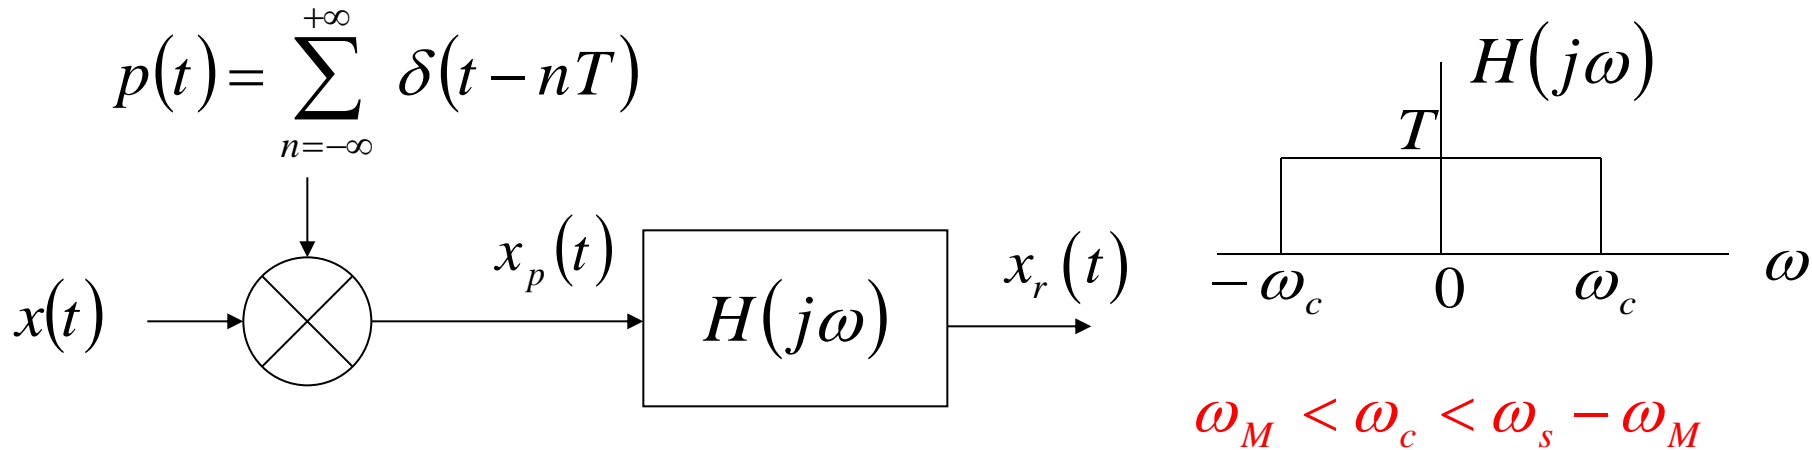 p(t) = ∑_{n=-∞}^{+∞} δ(t − nT)
x(t)
x_p(t)
H(jω)
x_r(t)
H(jω)
T
−ω_c
0
ω_c
ω
ω_M < ω_c < ω_s − ω_M